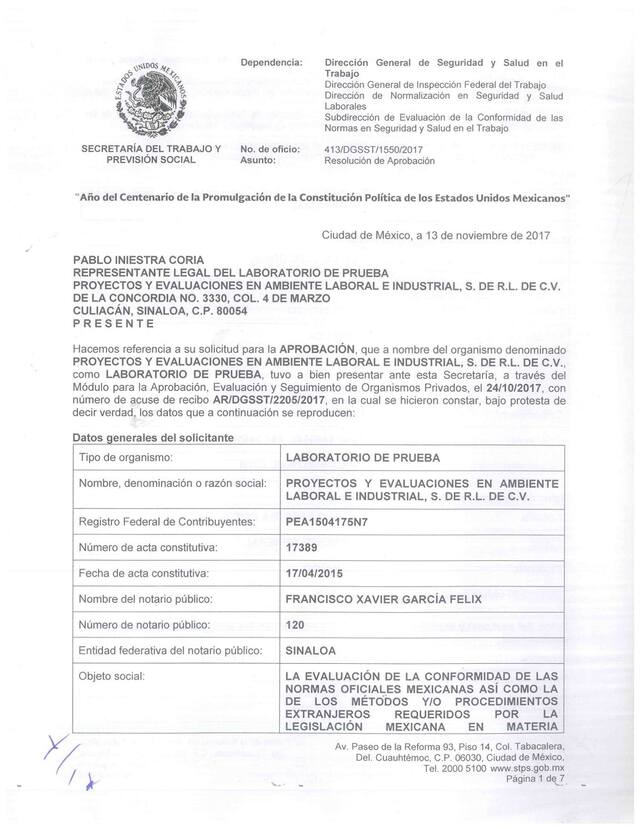 ESTADOS UNIDOS MEXICANOS
SECRETARÍA DEL TRABAJO Y
PREVISIÓN SOCIAL
Dependencia: Dirección General de Seguridad y Salud en el
Trabajo
Dirección General de Inspección Federal del Trabajo
Dirección de Normalización en Seguridad y Salud
Laborales
Subdirección de Evaluación de la Conformidad de las
Normas en Seguridad y Salud en el Trabajo
No. de oficio: 413/DGSST/1550/2017
Asunto: Resolución de Aprobación
"Año del Centenario de la Promulgación de la Constitución Política de los Estados Unidos Mexicanos"
Ciudad de México, a 13 de noviembre de 2017
PABLO INIESTRA CORIA
REPRESENTANTE LEGAL DEL LABORATORIO DE PRUEBA
PROYECTOS Y EVALUACIONES EN AMBIENTE LABORAL E INDUSTRIAL, S. DE R.L. DE C.V.
DE LA CONCORDIA NO. 3330, COL. 4 DE MARZO
CULIACÁN, SINALOA, C.P. 80054
P R E S E N T E
Hacemos referencia a su solicitud para la APROBACIÓN, que a nombre del organismo denominado
PROYECTOS Y EVALUACIONES EN AMBIENTE LABORAL E INDUSTRIAL, S. DE R.L. DE C.V.,
como LABORATORIO DE PRUEBA, tuvo a bien presentar ante esta Secretaría, a través del
Módulo para la Aprobación, Evaluación y Seguimiento de Organismos Privados, el 24/10/2017, con
número de acuse de recibo AR/DGSST/2205/2017, en la cual se hicieron constar, bajo protesta de
decir verdad, los datos que a continuación se reproducen:
Datos generales del solicitante
Tipo de organismo: LABORATORIO DE PRUEBA
Nombre, denominación o razón social: PROYECTOS Y EVALUACIONES EN AMBIENTE
LABORAL E INDUSTRIAL, S. DE R.L. DE C.V.
Registro Federal de Contribuyentes: PEA1504175N7
Número de acta constitutiva: 17389
Fecha de acta constitutiva: 17/04/2015
Nombre del notario público: FRANCISCO XAVIER GARCÍA FELIX
Número de notario público: 120
Entidad federativa del notario público: SINALOA
Objeto social: LA EVALUACIÓN DE LA CONFORMIDAD DE LAS
NORMAS OFICIALES MEXICANAS ASÍ COMO LA
DE LOS MÉTODOS Y/O PROCEDIMIENTOS
EXTRANJEROS REQUERIDOS POR LA
LEGISLACIÓN MEXICANA EN MATERIA
Av. Paseo de la Reforma 93, Piso 14, Col. Tabacalera,
Del. Cuauhtémoc, C.P. 06030, Ciudad de México,
Tel. 2000 5100 www.stps.gob.mx
Página 1 de 7